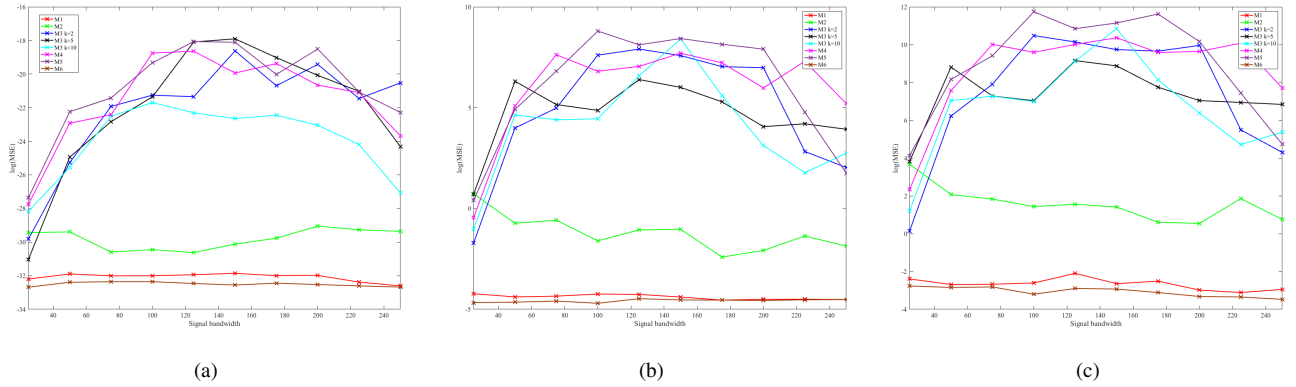 M1
M2
M3 k=2
M3 k=5
M3 k=10
M4
M5
M6
log(MSE)
-16
-18
-20
-22
-24
-26
-28
-30
-32
-34
40 60 80 100 120 140 160 180 200 220 240
Signal bandwidth
(a)
M1
M2
M3 k=2
M3 k=5
M3 k=10
M4
M5
M6
log(MSE)
10
5
0
-5
40 60 80 100 120 140 160 180 200 220 240
Signal bandwidth
(b)
M1
M2
M3 k=2
M3 k=5
M3 k=10
M4
M5
M6
log(MSE)
12
10
8
6
4
2
0
-2
-4
40 60 80 100 120 140 160 180 200 220 240
Signal bandwidth
(c)